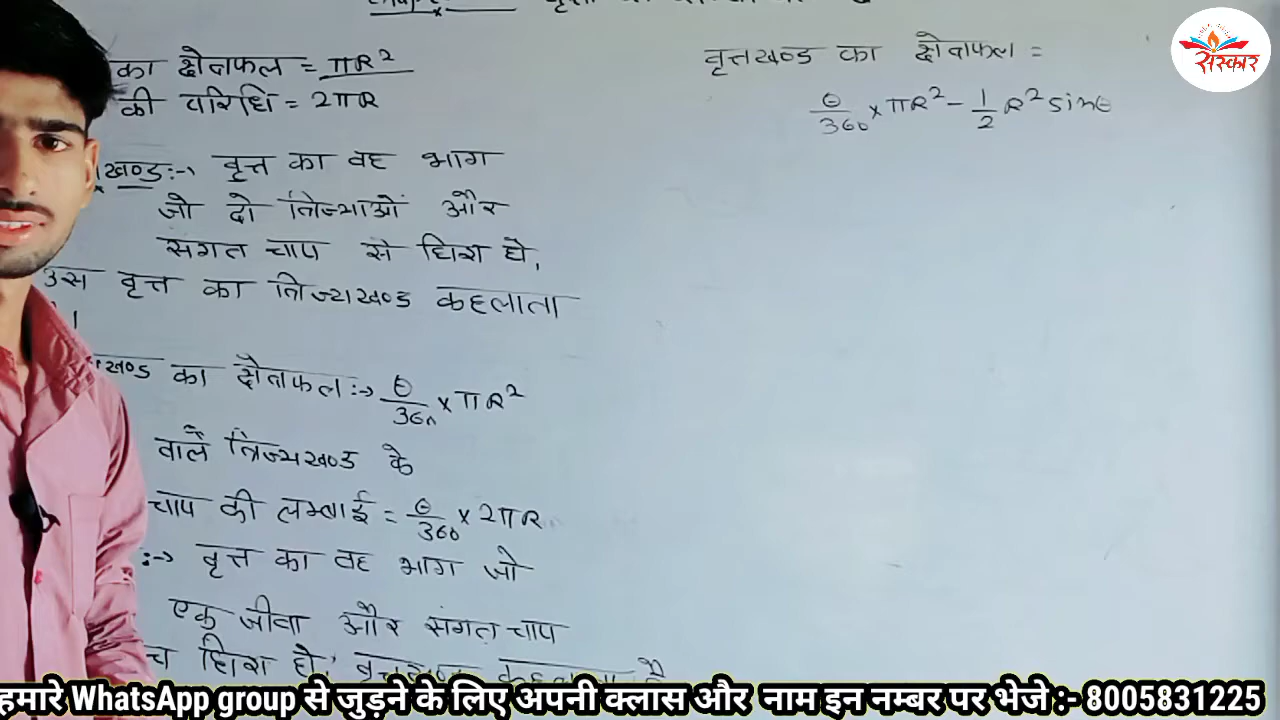 का क्षेत्रफल = πR²
की परिधि = 2πR
खण्ड :→ वृत्त का वह भाग
जो दो त्रिज्याओं और
संगत चाप से घिरा हो,
उस वृत्त का त्रिज्यखण्ड कहलाता
।
खण्ड का क्षेत्रफल :→ θ/360 × πR²
वाले त्रिज्यखण्ड के
चाप की लम्बाई = θ/360 × 2πR
:→ वृत्त का वह भाग जो
एक जीवा और संगत चाप
घिरा हो, वृत्तखण्ड कहलाता है
वृत्तखण्ड का क्षेत्रफल =
θ/360 × πR² - 1/2 R² sinθ
संस्कार
हमारे WhatsApp group से जुड़ने के लिए अपनी क्लास और नाम इन नम्बर पर भेजे :- 8005831225